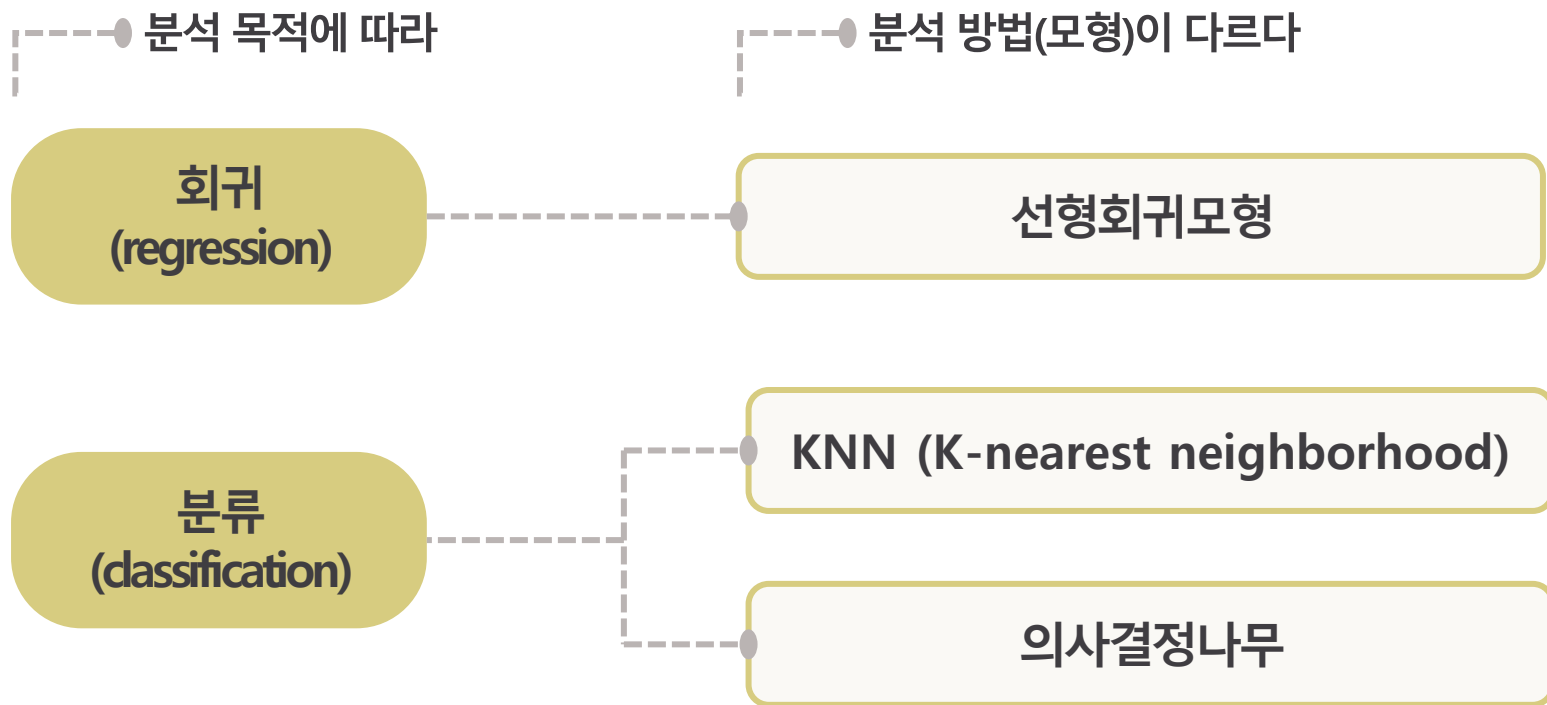 분석 목적에 따라
분석 방법(모형)이 다르다
회귀
(regression)
선형회귀모형
분류
(classification)
KNN (K-nearest neighborhood)
의사결정나무